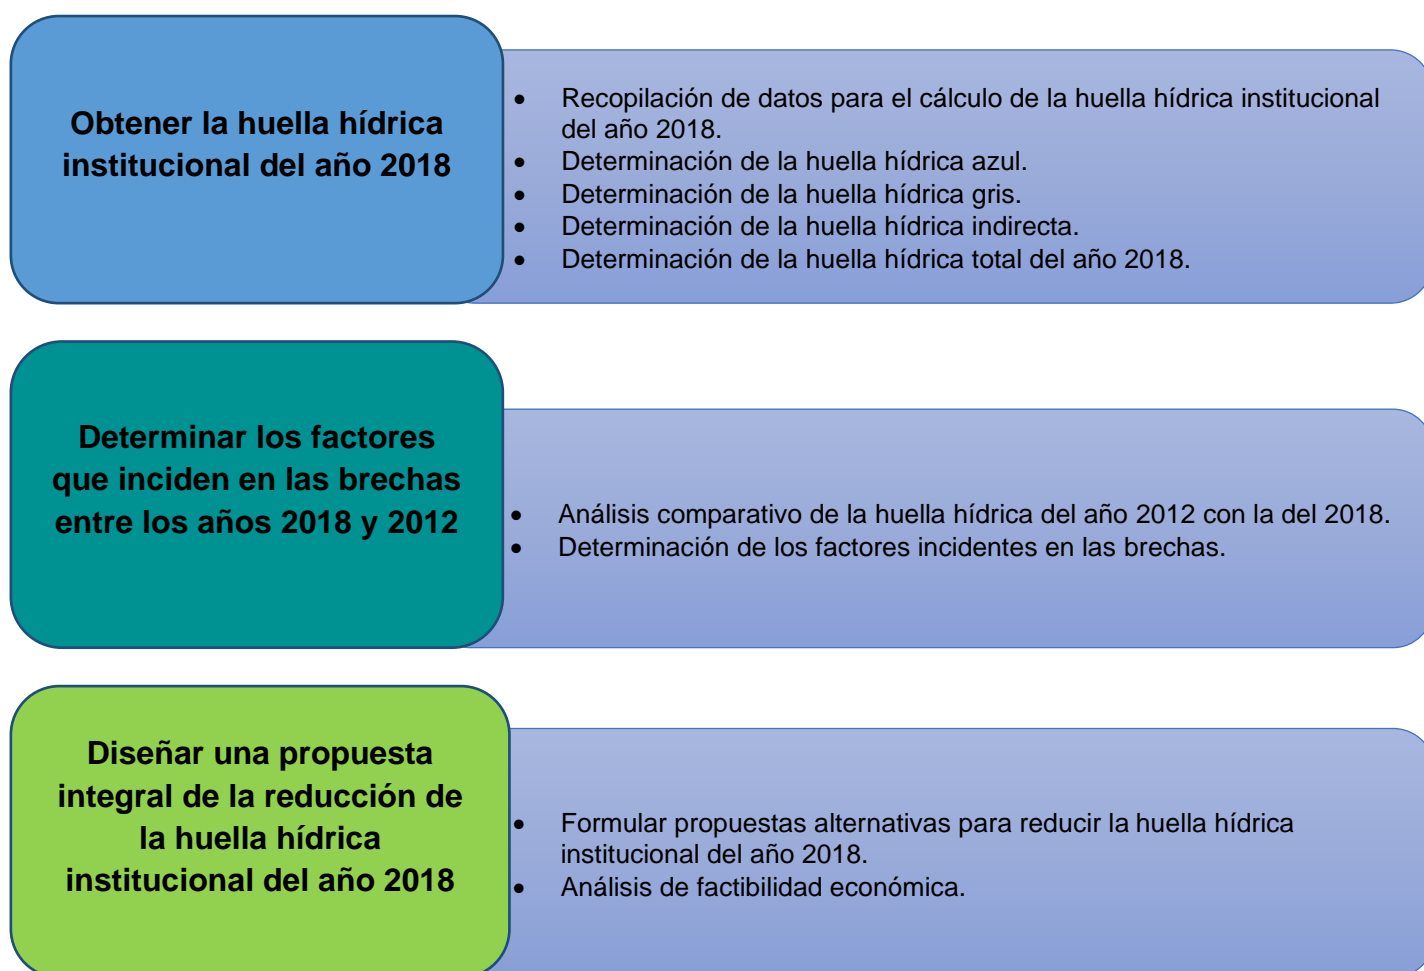 Obtener la huella hídrica
institucional del año 2018
• Recopilación de datos para el cálculo de la huella hídrica institucional
del año 2018.
• Determinación de la huella hídrica azul.
• Determinación de la huella hídrica gris.
• Determinación de la huella hídrica indirecta.
• Determinación de la huella hídrica total del año 2018.
Determinar los factores
que inciden en las brechas
entre los años 2018 y 2012
• Análisis comparativo de la huella hídrica del año 2012 con la del 2018.
• Determinación de los factores incidentes en las brechas.
Diseñar una propuesta
integral de la reducción de
la huella hídrica
institucional del año 2018
• Formular propuestas alternativas para reducir la huella hídrica
institucional del año 2018.
• Análisis de factibilidad económica.